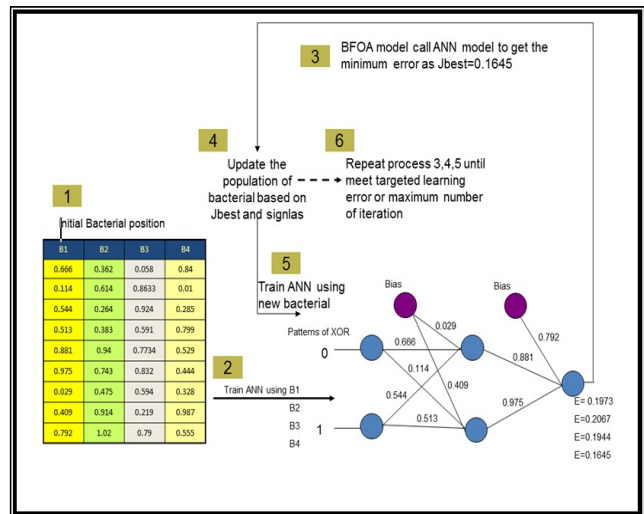 3
BFOA model call ANN model to get the
minimum error as Jbest=0.1645
4
6
Update the
population of
bacterial based on
Jbest and signlas
Repeat process 3,4,5 until
meet targeted learning
error or maximum number
of iteration
1
Initial Bacterial position
B1 B2 B3 B4
0.666 0.362 0.058 0.84
0.114 0.614 0.8633 0.01
0.544 0.264 0.924 0.285
0.513 0.383 0.591 0.799
0.881 0.94 0.7734 0.529
0.975 0.743 0.832 0.444
0.029 0.475 0.594 0.328
0.409 0.914 0.219 0.987
0.792 1.02 0.79 0.555
5
Train ANN using
new bacterial
2
Train ANN using B1
B2
B3
B4
Patterns of XOR
0
1
Bias
Bias
0.029
0.666
0.114
0.544
0.409
0.513
0.792
0.881
0.975
E= 0.1973
E=0.2067
E=0.1944
E=0.1645